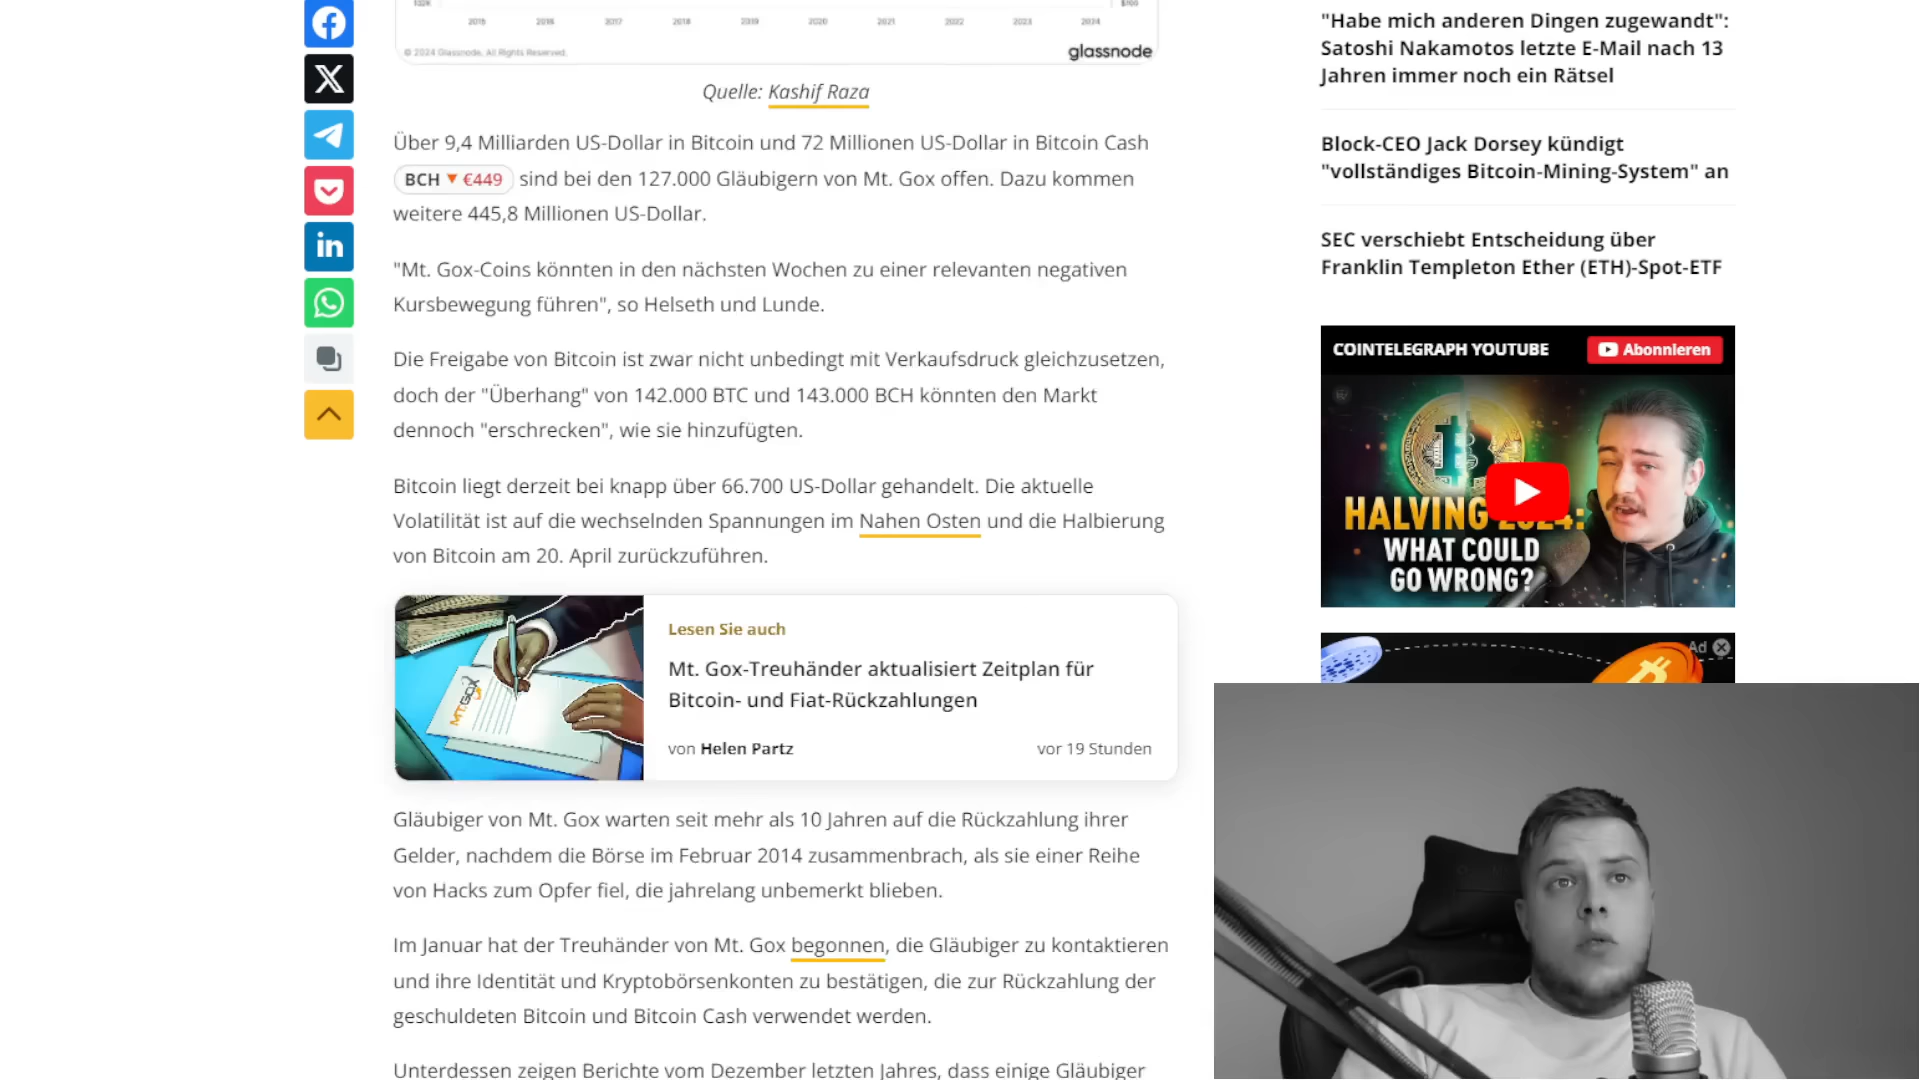 2015 2016 2017 2018 2019 2020 2021 2022 2023 2024
© 2024 Glassnode. All Rights Reserved.
glassnode
Quelle: Kashif Raza
Über 9,4 Milliarden US-Dollar in Bitcoin und 72 Millionen US-Dollar in Bitcoin Cash
BCH ▼ €449 sind bei den 127.000 Gläubigern von Mt. Gox offen. Dazu kommen
weitere 445,8 Millionen US-Dollar.
"Mt. Gox-Coins könnten in den nächsten Wochen zu einer relevanten negativen
Kursbewegung führen", so Helseth und Lunde.
Die Freigabe von Bitcoin ist zwar nicht unbedingt mit Verkaufsdruck gleichzusetzen,
doch der "Überhang" von 142.000 BTC und 143.000 BCH könnten den Markt
dennoch "erschrecken", wie sie hinzufügten.
Bitcoin liegt derzeit bei knapp über 66.700 US-Dollar gehandelt. Die aktuelle
Volatilität ist auf die wechselnden Spannungen im Nahen Osten und die Halbierung
von Bitcoin am 20. April zurückzuführen.
MT.GOX
Lesen Sie auch
Mt. Gox-Treuhänder aktualisiert Zeitplan für
Bitcoin- und Fiat-Rückzahlungen
von Helen Partz
vor 19 Stunden
Gläubiger von Mt. Gox warten seit mehr als 10 Jahren auf die Rückzahlung ihrer
Gelder, nachdem die Börse im Februar 2014 zusammenbrach, als sie einer Reihe
von Hacks zum Opfer fiel, die jahrelang unbemerkt blieben.
Im Januar hat der Treuhänder von Mt. Gox begonnen, die Gläubiger zu kontaktieren
und ihre Identität und Kryptobörsenkonten zu bestätigen, die zur Rückzahlung der
geschuldeten Bitcoin und Bitcoin Cash verwendet werden.
Unterdessen zeigen Berichte vom Dezember letzten Jahres, dass einige Gläubiger
"Habe mich anderen Dingen zugewandt":
Satoshi Nakamotos letzte E-Mail nach 13
Jahren immer noch ein Rätsel
Block-CEO Jack Dorsey kündigt
"vollständiges Bitcoin-Mining-System" an
SEC verschiebt Entscheidung über
Franklin Templeton Ether (ETH)-Spot-ETF
COINTELEGRAPH YOUTUBE
Abonnieren
HALVING 2024:
WHAT COULD
GO WRONG?
Ad